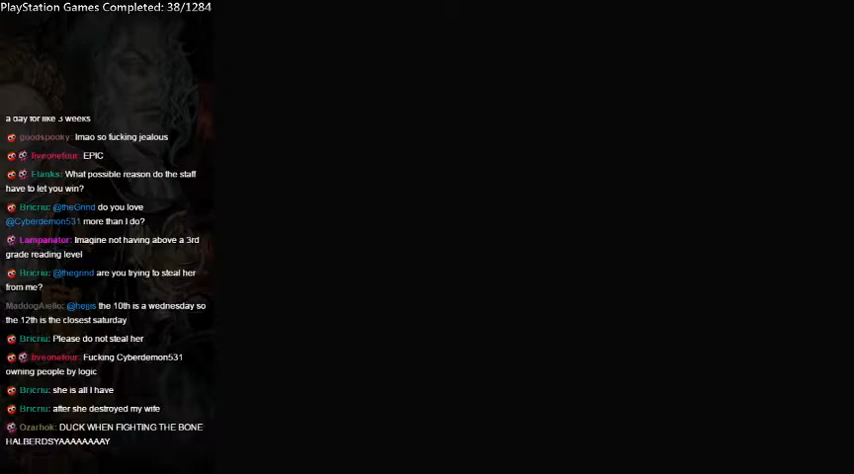 PlayStation Games Completed: 38/1284
a day for like 3 weeks
goodspooky: lmao so fucking jealous
fiveonefour: EPIC
Flanks: What possible reason do the staff
have to let you win?
Bricriu: @theGrind do you love
@Cyberdemon531 more than I do?
Lampanator: Imagine not having above a 3rd
grade reading level
Bricriu: @thegrind are you trying to steal her
from me?
MaddogAiello: @hejjis the 10th is a wednesday so
the 12th is the closest saturday
Bricriu: Please do not steal her
fiveonefour: Fucking Cyberdemon531
owning people by logic
Bricriu: she is all I have
Bricriu: after she destroyed my wife
Ozarhok: DUCK WHEN FIGHTING THE BONE
HALBERDSYAAAAAAAAY